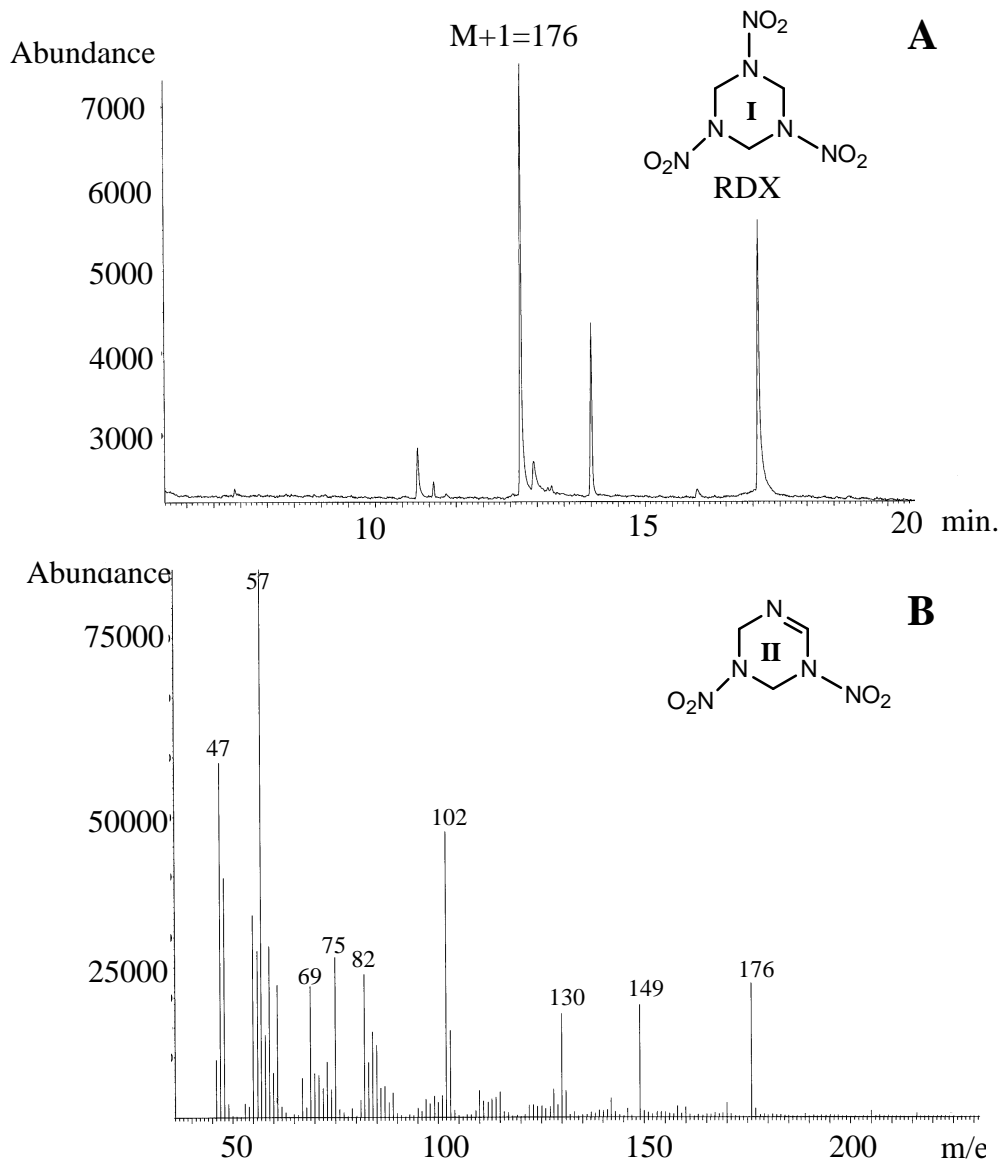 M+1=176
NO2
A
Abundance
7000
N
I
N
N
O2N
NO2
RDX
6000
5000
4000
3000
10
15
20
min.
Abundance
57
B
75000
N
II
N
N
O2N
NO2
47
50000
102
25000
69
75
82
130
149
176
50
100
150
200
m/e